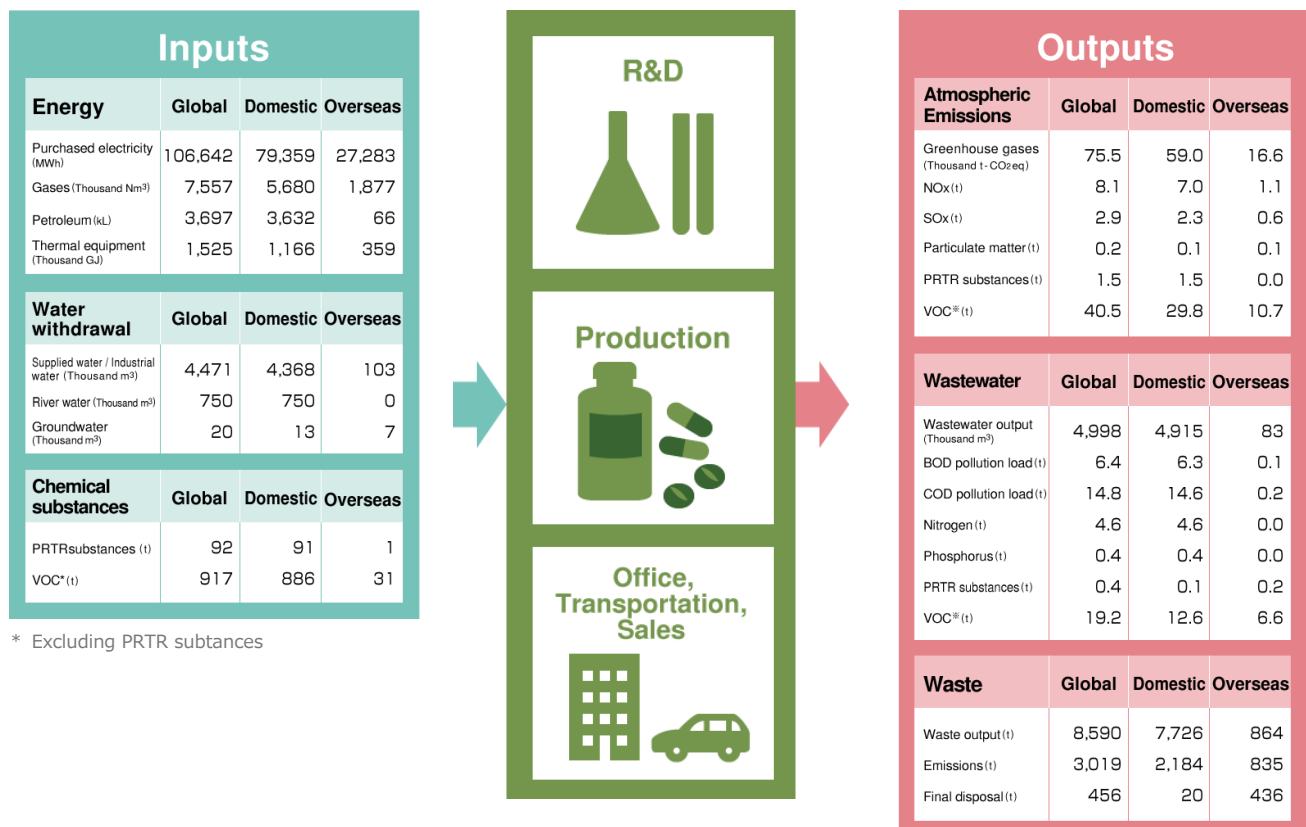 Inputs
Energy Global Domestic Overseas
Purchased electricity
(MWh) 106,642 79,359 27,283
Gases (Thousand Nm³) 7,557 5,680 1,877
Petroleum (kL) 3,697 3,632 66
Thermal equipment
(Thousand GJ) 1,525 1,166 359
Water
withdrawal Global Domestic Overseas
Supplied water / Industrial
water (Thousand m³) 4,471 4,368 103
River water (Thousand m³) 750 750 0
Groundwater
(Thousand m³) 20 13 7
Chemical
substances Global Domestic Overseas
PRTRsubstances (t) 92 91 1
VOC* (t) 917 886 31
* Excluding PRTR subtances
R&D
Production
Office,
Transportation,
Sales
Outputs
Atmospheric
Emissions Global Domestic Overseas
Greenhouse gases
(Thousand t-CO2eq) 75.5 59.0 16.6
NOx (t) 8.1 7.0 1.1
SOx (t) 2.9 2.3 0.6
Particulate matter (t) 0.2 0.1 0.1
PRTR substances (t) 1.5 1.5 0.0
VOC※ (t) 40.5 29.8 10.7
Wastewater Global Domestic Overseas
Wastewater output
(Thousand m³) 4,998 4,915 83
BOD pollution load (t) 6.4 6.3 0.1
COD pollution load (t) 14.8 14.6 0.2
Nitrogen (t) 4.6 4.6 0.0
Phosphorus (t) 0.4 0.4 0.0
PRTR substances (t) 0.4 0.1 0.2
VOC※ (t) 19.2 12.6 6.6
Waste Global Domestic Overseas
Waste output (t) 8,590 7,726 864
Emissions (t) 3,019 2,184 835
Final disposal (t) 456 20 436